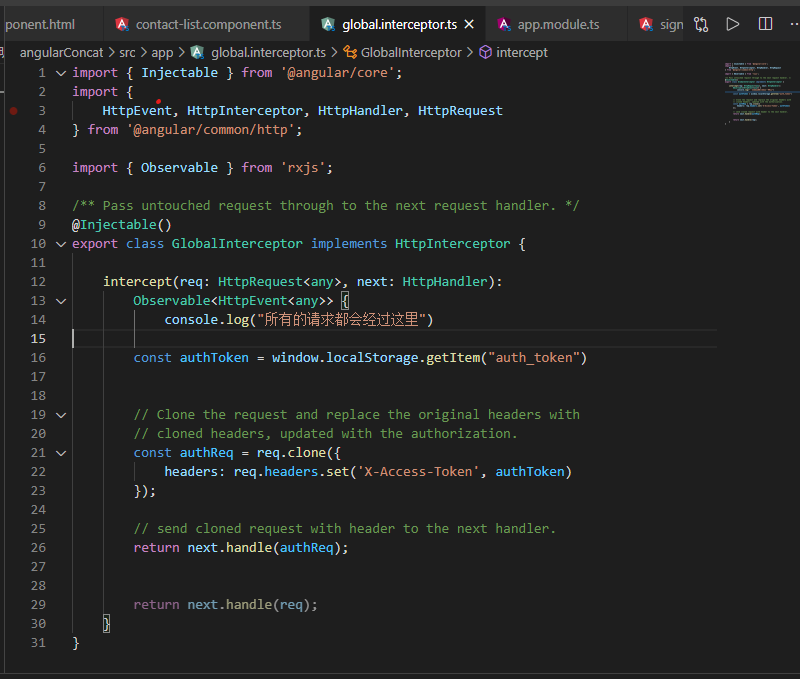 ponent.html
contact-list.component.ts
global.interceptor.ts
app.module.ts
sign
angularConcat > src > app > global.interceptor.ts > GlobalInterceptor > intercept
1 import { Injectable } from '@angular/core';
2 import {
3 HttpEvent, HttpInterceptor, HttpHandler, HttpRequest
4 } from '@angular/common/http';
5
6 import { Observable } from 'rxjs';
7
8 /** Pass untouched request through to the next request handler. */
9 @Injectable()
10 export class GlobalInterceptor implements HttpInterceptor {
11
12 intercept(req: HttpRequest<any>, next: HttpHandler):
13 Observable<HttpEvent<any>> {
14 console.log("所有的请求都会经过这里")
15
16 const authToken = window.localStorage.getItem("auth_token")
17
18
19 // Clone the request and replace the original headers with
20 // cloned headers, updated with the authorization.
21 const authReq = req.clone({
22 headers: req.headers.set('X-Access-Token', authToken)
23 });
24
25 // send cloned request with header to the next handler.
26 return next.handle(authReq);
27
28
29 return next.handle(req);
30 }
31 }